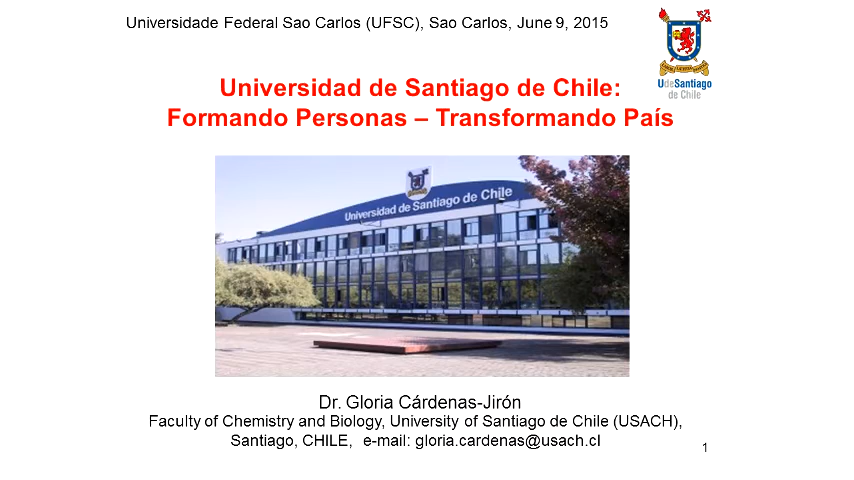 Universidade Federal Sao Carlos (UFSC), Sao Carlos, June 9, 2015
UdeSantiago
de Chile
Universidad de Santiago de Chile:
Formando Personas – Transformando País
Universidad de Santiago de Chile
Dr. Gloria Cárdenas-Jirón
Faculty of Chemistry and Biology, University of Santiago de Chile (USACH),
Santiago, CHILE, e-mail: gloria.cardenas@usach.cl
1